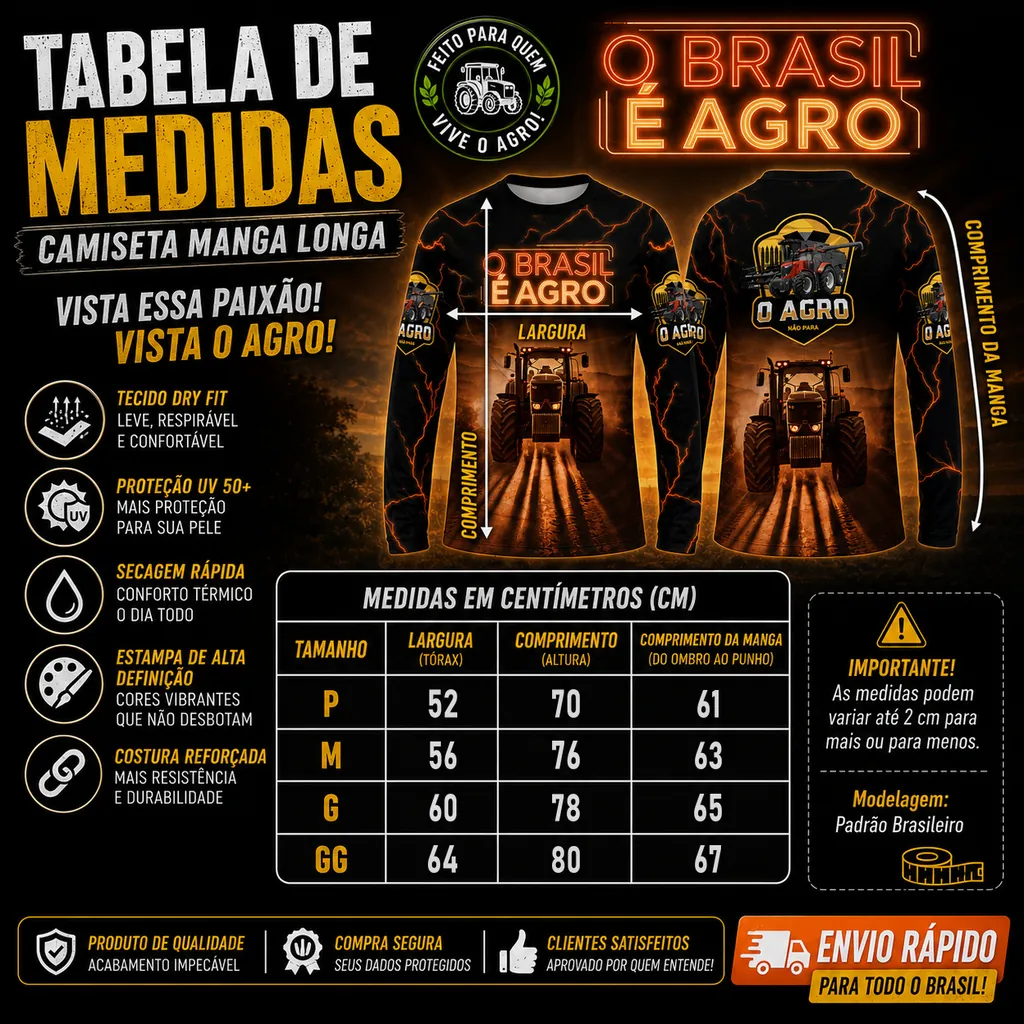 TABELA DE
MEDIDAS
CAMISETA MANGA LONGA
VISTA ESSA PAIXÃO!
VISTA O AGRO!
FEITO PARA QUEM
VIVE O AGRO!
O BRASIL
É AGRO
TECIDO DRY FIT
LEVE, RESPIRÁVEL
E CONFORTÁVEL
PROTEÇÃO UV 50+
MAIS PROTEÇÃO
PARA SUA PELE
UV
SECAGEM RÁPIDA
CONFORTO TÉRMICO
O DIA TODO
ESTAMPA DE ALTA
DEFINIÇÃO
CORES VIBRANTES
QUE NÃO DESBOTAM
COSTURA REFORÇADA
MAIS RESISTÊNCIA
E DURABILIDADE
O BRASIL
É AGRO
LARGURA
COMPRIMENTO
AGRO
O AGRO
O AGRO
NÃO PARA
O AG
COMPRIMENTO DA MANGA
MEDIDAS EM CENTÍMETROS (CM)
TAMANHO LARGURA (TÓRAX) COMPRIMENTO (ALTURA) COMPRIMENTO DA MANGA (DO OMBRO AO PUNHO)
P 52 70 61
M 56 76 63
G 60 78 65
GG 64 80 67
IMPORTANTE!
As medidas podem
variar até 2 cm para
mais ou para menos.
Modelagem:
Padrão Brasileiro
PRODUTO DE QUALIDADE
ACABAMENTO IMPECÁVEL
COMPRA SEGURA
SEUS DADOS PROTEGIDOS
CLIENTES SATISFEITOS
APROVADO POR QUEM ENTENDE!
ENVIO RÁPIDO
PARA TODO O BRASIL!